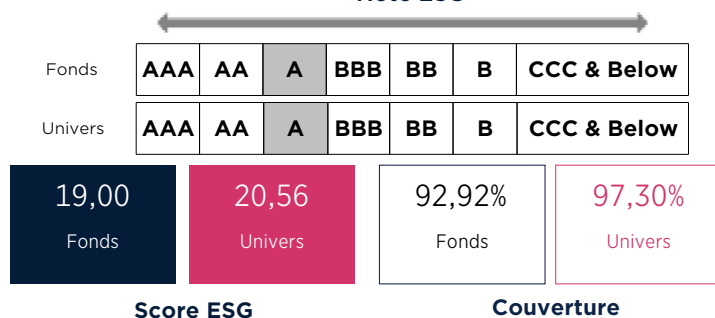 Fonds AAA AA A BBB BB B CCC & Below
Univers AAA AA A BBB BB B CCC & Below
19,00 20,56 92,92% 97,30%
Fonds Univers Fonds Univers
Score ESG Couverture